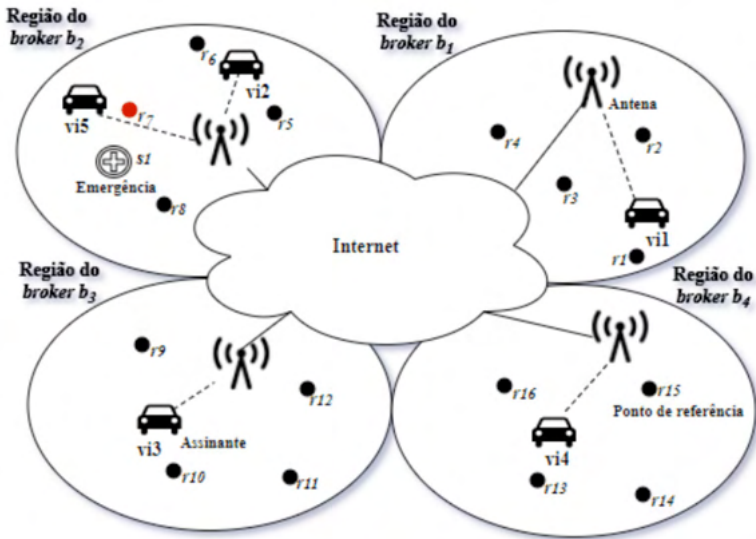 Região do
broker b2
r6
vi2
vi5
r7
r5
s1
Emergência
r8
Região do
broker b1
Antena
r4
r2
r3
vi1
r1
Internet
Região do
broker b3
r9
r12
vi3
Assinante
r10
r11
Região do
broker b4
r16
r15
Ponto de referência
vi4
r13
r14